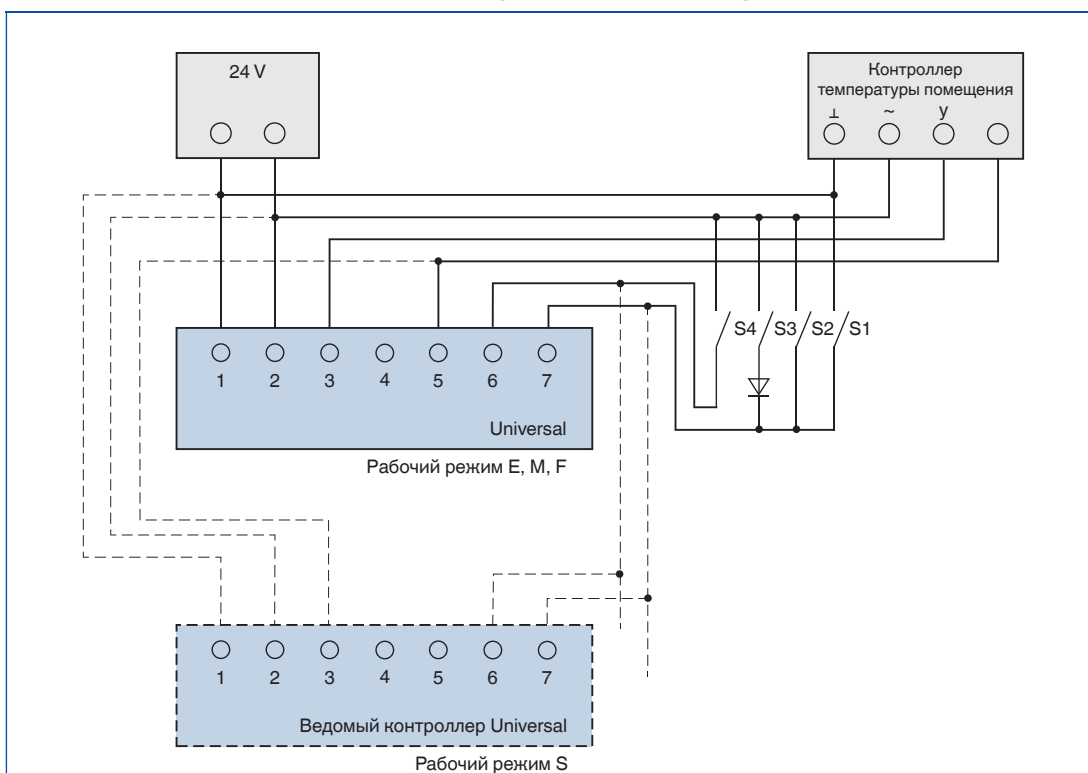 24 V
Контроллер
температуры помещения
⊥ ~ y
S4 S3 S2 S1
1 2 3 4 5 6 7
Universal
Рабочий режим E, M, F
1 2 3 4 5 6 7
Ведомый контроллер Universal
Рабочий режим S